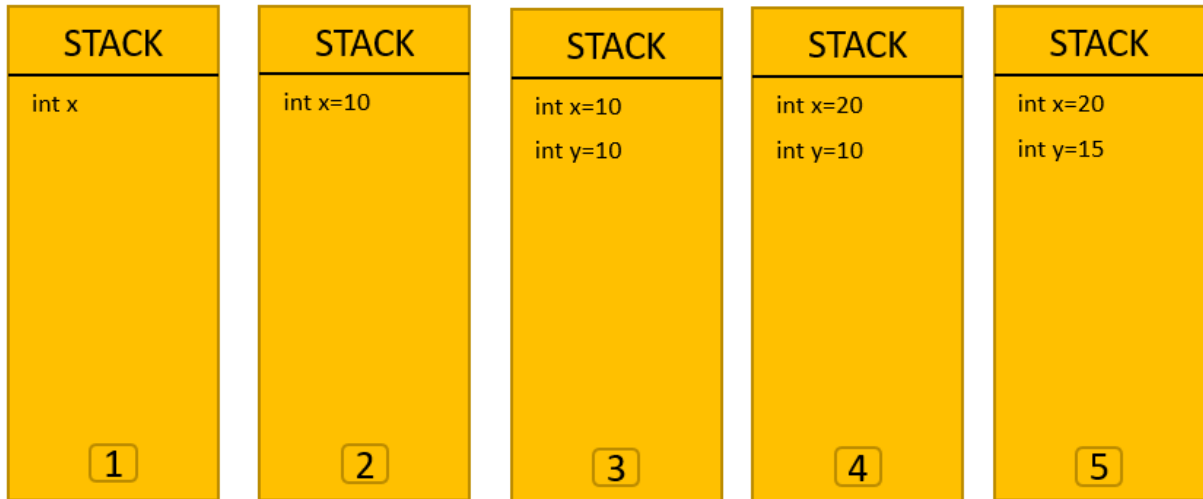 STACK
int x
1
STACK
int x=10
2
STACK
int x=10
int y=10
3
STACK
int x=20
int y=10
4
STACK
int x=20
int y=15
5